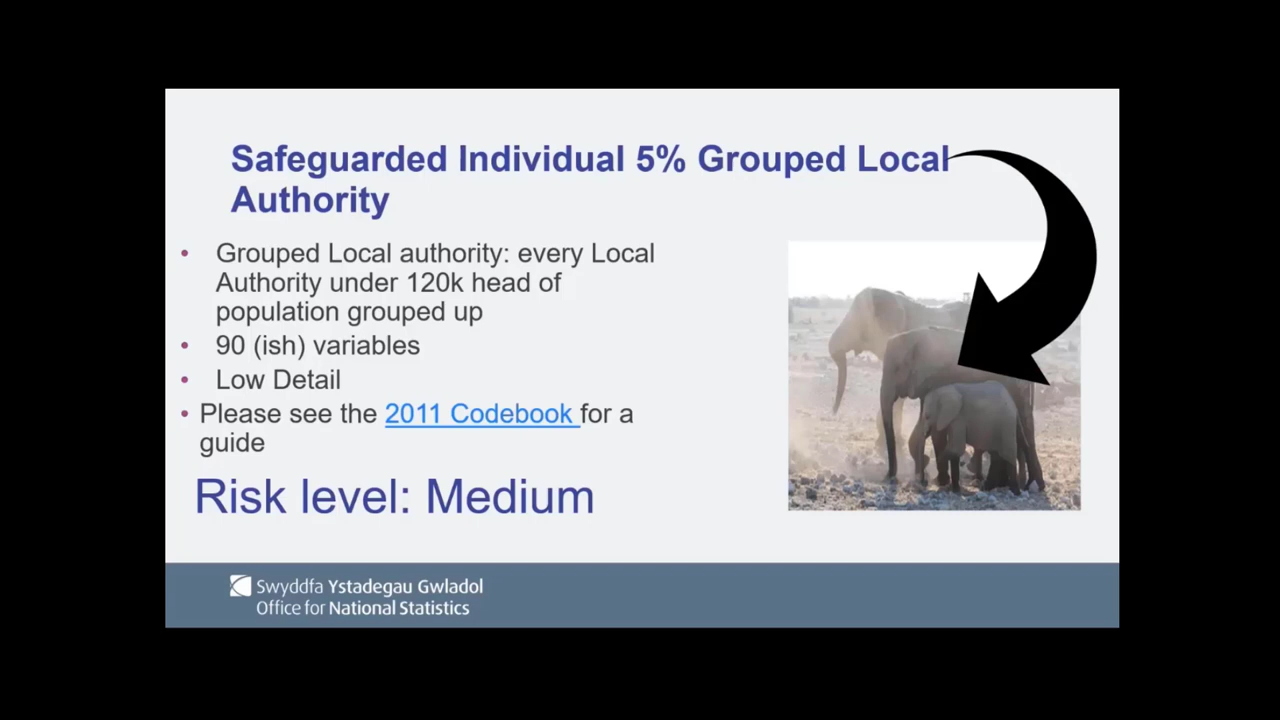 Safeguarded Individual 5% Grouped Local
Authority
• Grouped Local authority: every Local
Authority under 120k head of
population grouped up
• 90 (ish) variables
• Low Detail
• Please see the 2011 Codebook for a
guide
Risk level: Medium
Swyddfa Ystadegau Gwladol
Office for National Statistics